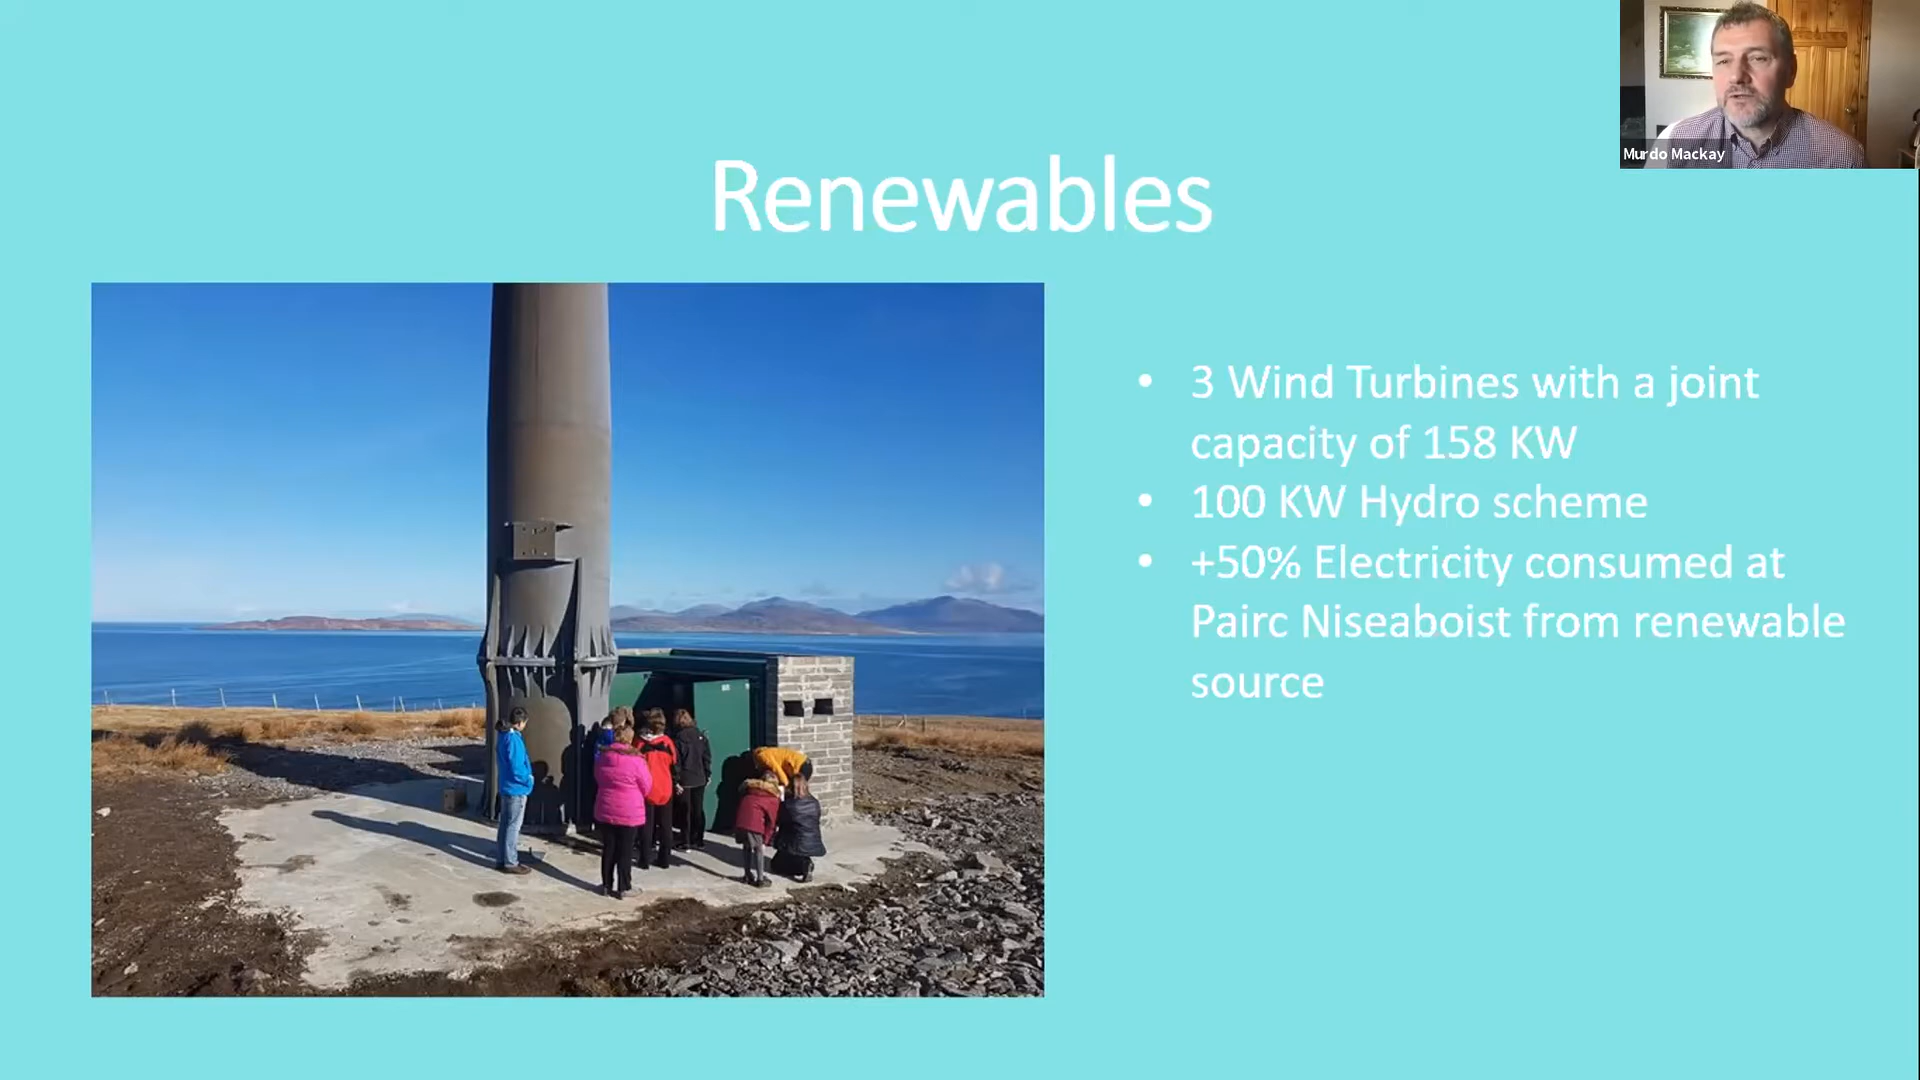 Murdo Mackay
Renewables
• 3 Wind Turbines with a joint
capacity of 158 KW
• 100 KW Hydro scheme
• +50% Electricity consumed at
Pairc Niseaboist from renewable
source